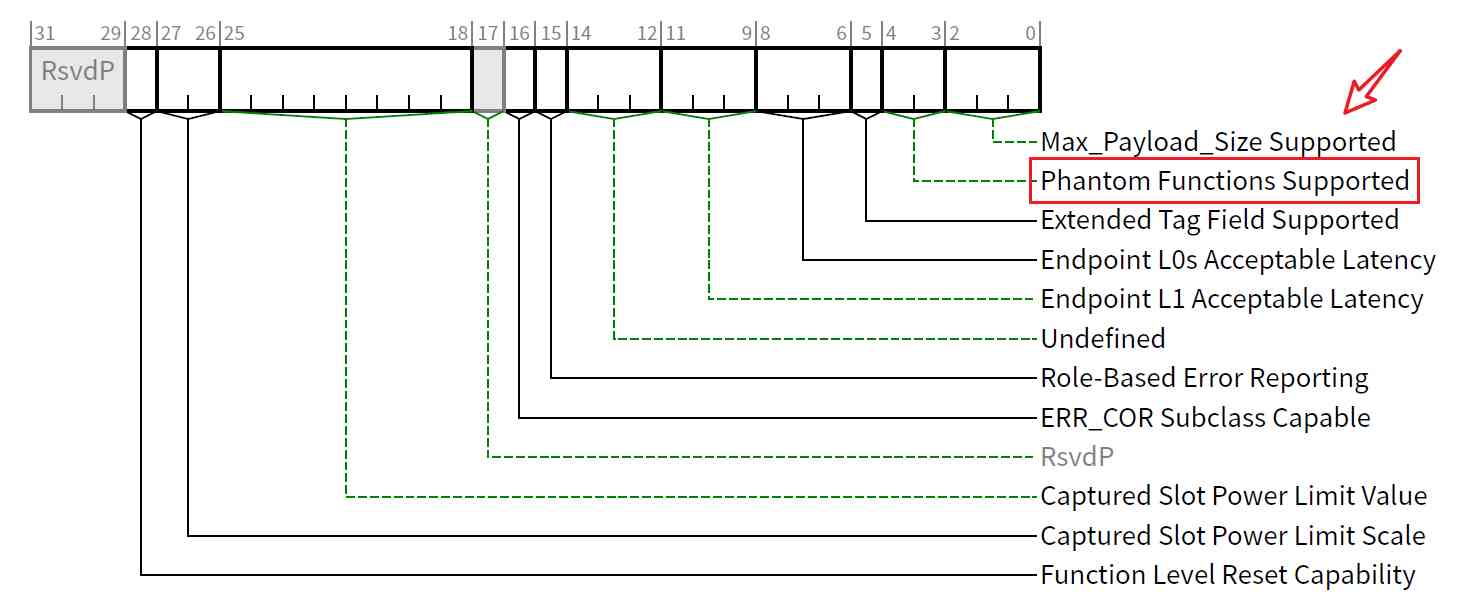 31 29 28 27 26 25 18 17 16 15 14 12 11 9 8 6 5 4 3 2 0
RsvdP
Max_Payload_Size Supported
Phantom Functions Supported
Extended Tag Field Supported
Endpoint L0s Acceptable Latency
Endpoint L1 Acceptable Latency
Undefined
Role-Based Error Reporting
ERR_COR Subclass Capable
RsvdP
Captured Slot Power Limit Value
Captured Slot Power Limit Scale
Function Level Reset Capability